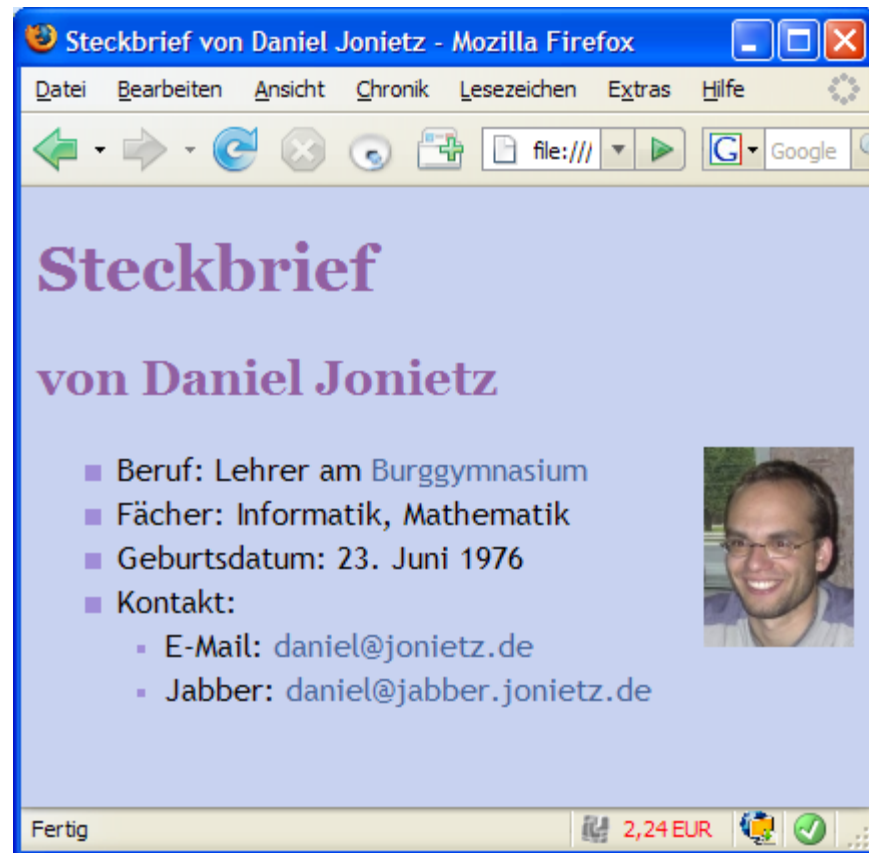 Steckbrief von Daniel Jonietz - Mozilla Firefox
Datei Bearbeiten Ansicht Chronik Lesezeichen Extras Hilfe
file:/// G Google
Steckbrief
von Daniel Jonietz
Beruf: Lehrer am Burggymnasium
Fächer: Informatik, Mathematik
Geburtsdatum: 23. Juni 1976
Kontakt:
E-Mail: daniel@jonietz.de
Jabber: daniel@jabber.jonietz.de
Fertig 2,24 EUR